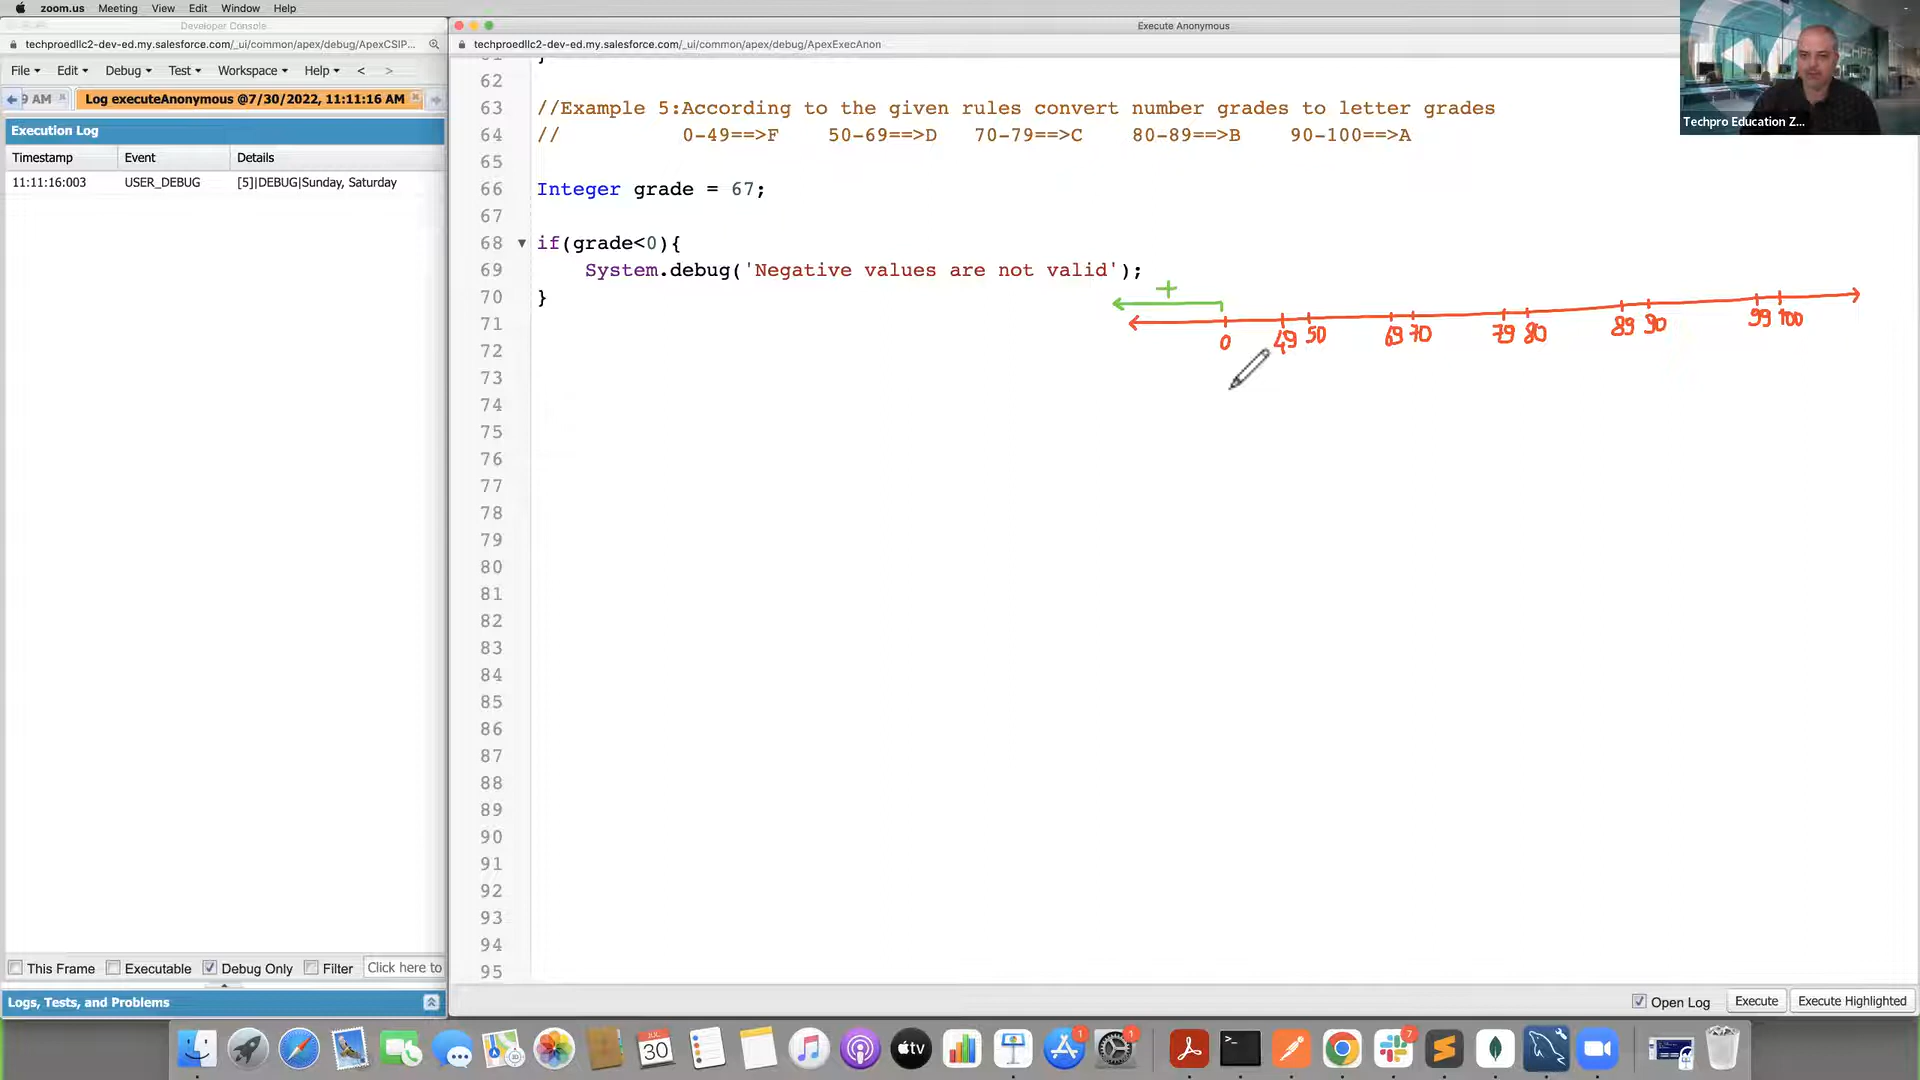 zoom.us Meeting View Edit Window Help
Developer Console
techproedllc2-dev-ed.my.salesforce.com/_ui/common/apex/debug/ApexCSIP...
File Edit Debug Test Workspace Help < >
9 AM Log executeAnonymous @7/30/2022, 11:11:16 AM
Execution Log
Timestamp Event Details
11:11:16:003 USER_DEBUG [5]|DEBUG|Sunday, Saturday
This Frame Executable Debug Only Filter Click here to
Logs, Tests, and Problems
Execute Anonymous
techproedllc2-dev-ed.my.salesforce.com/_ui/common/apex/debug/ApexExecAnon
Techpro Education Z...
62
63 //Example 5:According to the given rules convert number grades to letter grades
64 // 0-49==>F 50-69==>D 70-79==>C 80-89==>B 90-100==>A
65
66 Integer grade = 67;
67
68 if(grade<0){
69 System.debug('Negative values are not valid');
70 }
71
+
0 49 50 69 70 79 80 89 90 99 100
72
73
74
75
76
77
78
79
80
81
82
83
84
85
86
87
88
89
90
91
92
93
94
95
Open Log Execute Execute Highlighted
JUL 30 tv 1 1 >_ 7